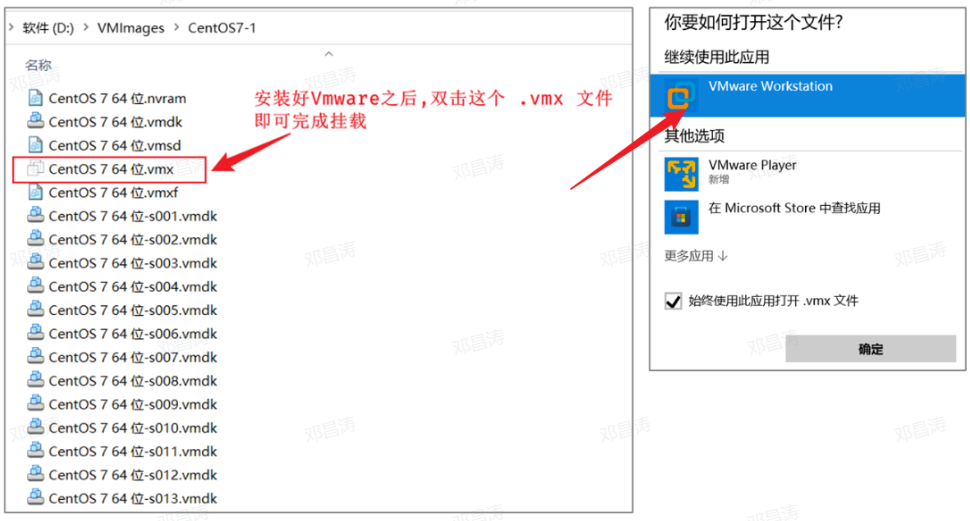 软件 (D:) > VMImages > CentOS7-1
名称
CentOS 7 64 位.nvram
CentOS 7 64 位.vmdk
CentOS 7 64 位.vmsd
CentOS 7 64 位.vmx
CentOS 7 64 位.vmxf
CentOS 7 64 位-s001.vmdk
CentOS 7 64 位-s002.vmdk
CentOS 7 64 位-s003.vmdk
CentOS 7 64 位-s004.vmdk
CentOS 7 64 位-s005.vmdk
CentOS 7 64 位-s006.vmdk
CentOS 7 64 位-s007.vmdk
CentOS 7 64 位-s008.vmdk
CentOS 7 64 位-s009.vmdk
CentOS 7 64 位-s010.vmdk
CentOS 7 64 位-s011.vmdk
CentOS 7 64 位-s012.vmdk
CentOS 7 64 位-s013.vmdk
安装好Vmware之后,双击这个 .vmx 文件
即可完成挂载
你要如何打开这个文件?
继续使用此应用
VMware Workstation
其他选项
VMware Player
新增
在 Microsoft Store 中查找应用
更多应用 ↓
始终使用此应用打开 .vmx 文件
确定
邓昌涛